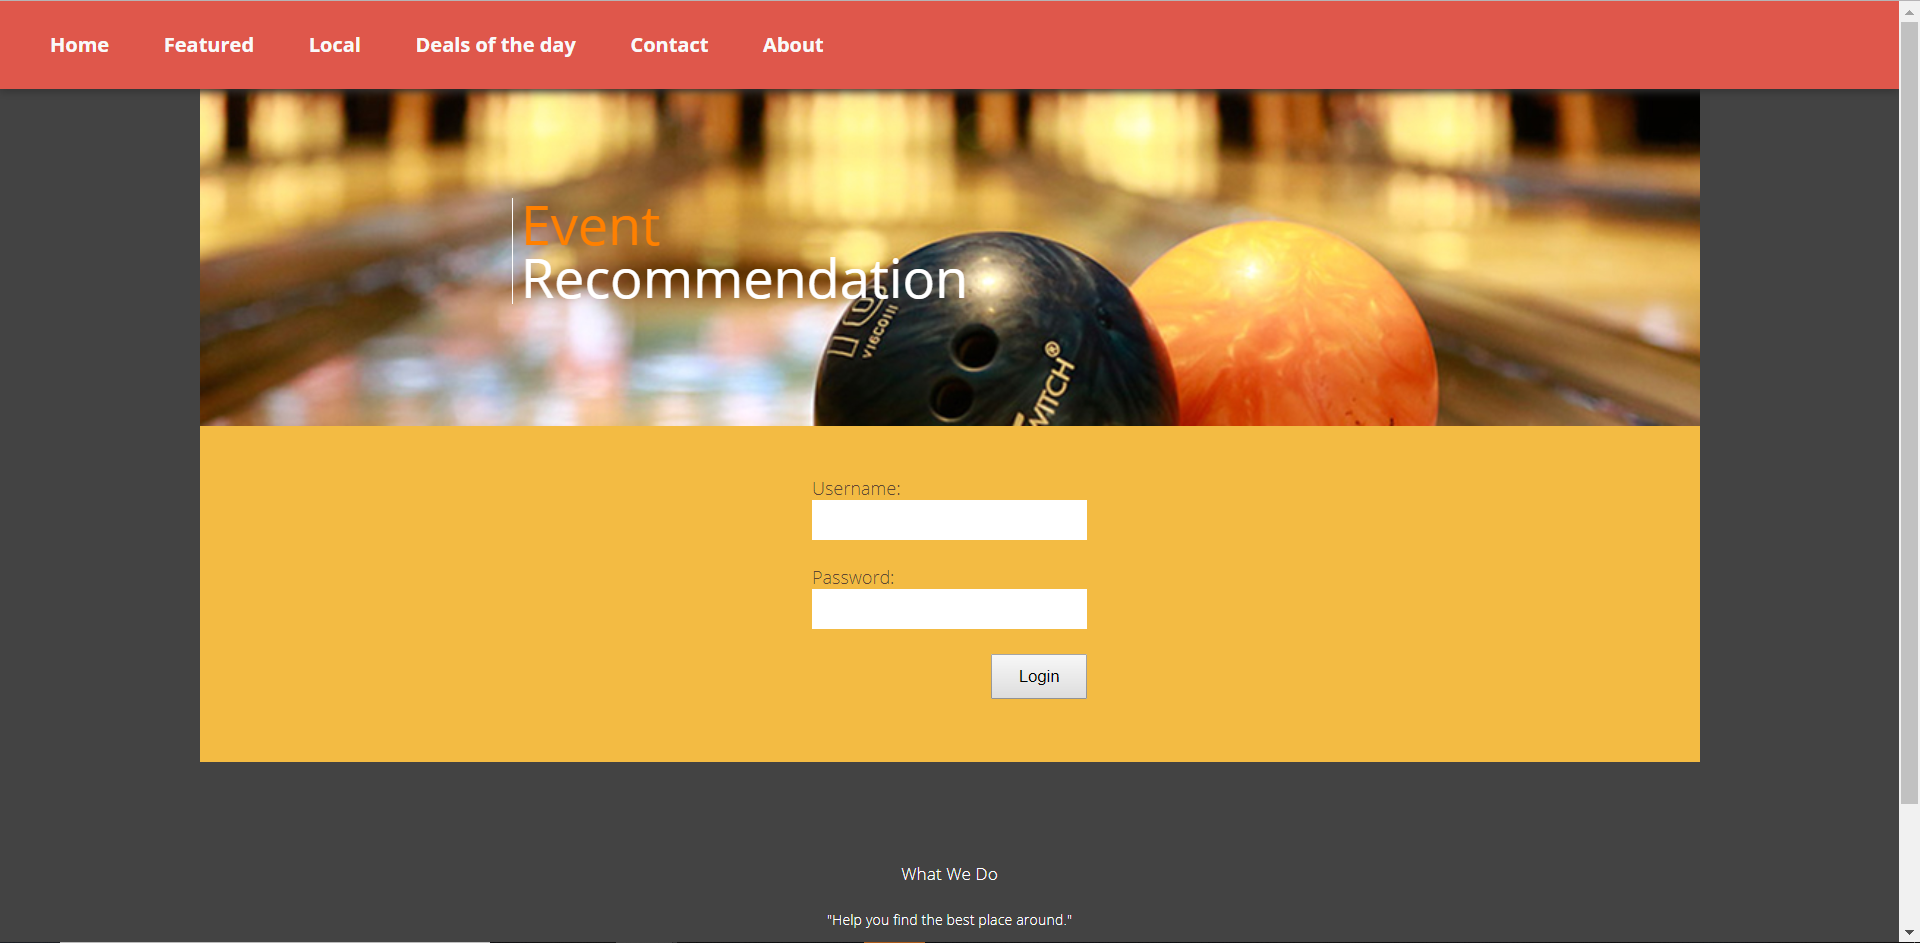 Home Featured Local Deals of the day Contact About
Event
Recommendation
WITCH®
Username:
Password:
Login
What We Do
"Help you find the best place around."